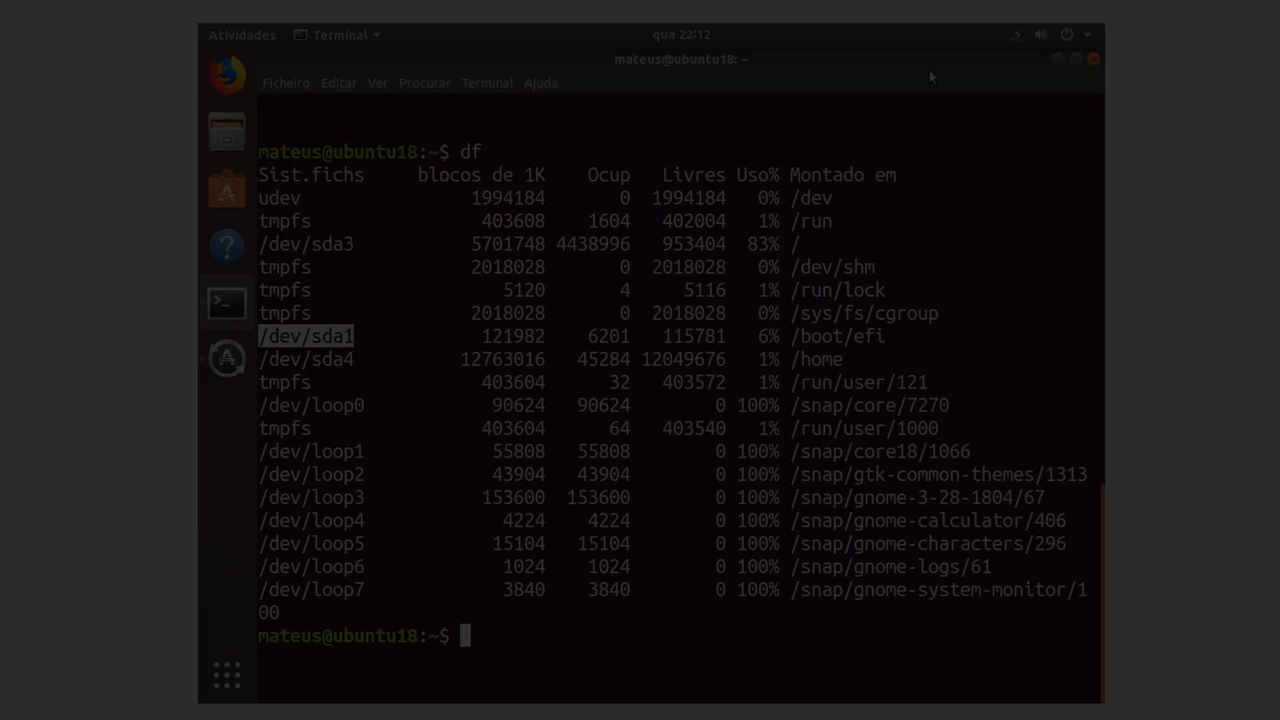 Atividades Terminal qua 22:12
mateus@ubuntu18: ~
Ficheiro Editar Ver Procurar Terminal Ajuda
mateus@ubuntu18:~$ df
Sist.fichs blocos de 1K Ocup Livres Uso% Montado em
udev 1994184 0 1994184 0% /dev
tmpfs 403608 1604 402004 1% /run
/dev/sda3 5701748 4438996 953404 83% /
tmpfs 2018028 0 2018028 0% /dev/shm
tmpfs 5120 4 5116 1% /run/lock
tmpfs 2018028 0 2018028 0% /sys/fs/cgroup
/dev/sda1 121982 6201 115781 6% /boot/efi
/dev/sda4 12763016 45284 12049676 1% /home
tmpfs 403604 32 403572 1% /run/user/121
/dev/loop0 90624 90624 0 100% /snap/core/7270
tmpfs 403604 64 403540 1% /run/user/1000
/dev/loop1 55808 55808 0 100% /snap/core18/1066
/dev/loop2 43904 43904 0 100% /snap/gtk-common-themes/1313
/dev/loop3 153600 153600 0 100% /snap/gnome-3-28-1804/67
/dev/loop4 4224 4224 0 100% /snap/gnome-calculator/406
/dev/loop5 15104 15104 0 100% /snap/gnome-characters/296
/dev/loop6 1024 1024 0 100% /snap/gnome-logs/61
/dev/loop7 3840 3840 0 100% /snap/gnome-system-monitor/1
00
mateus@ubuntu18:~$